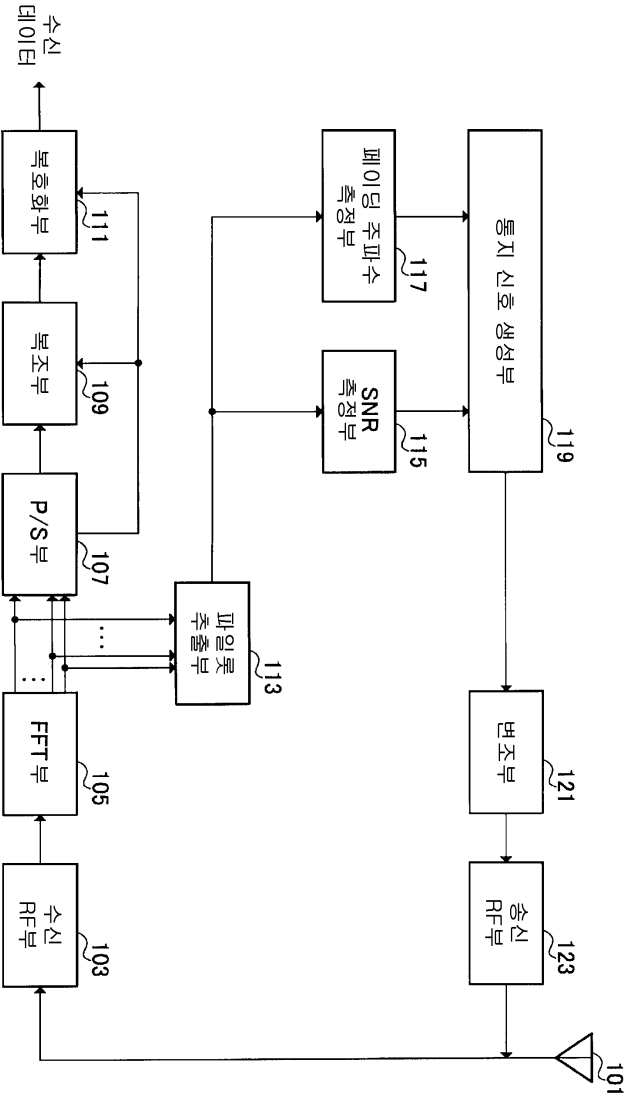 101
수신
RF부
103
FFT부
105
P/S부
107
복조부
109
복호화부
111
수신
데이터
파일롯
추출부
113
SNR
측정부
115
페이딩 주파수
측정부
117
통지 신호 생성부
119
변조부
121
송신
RF부
123